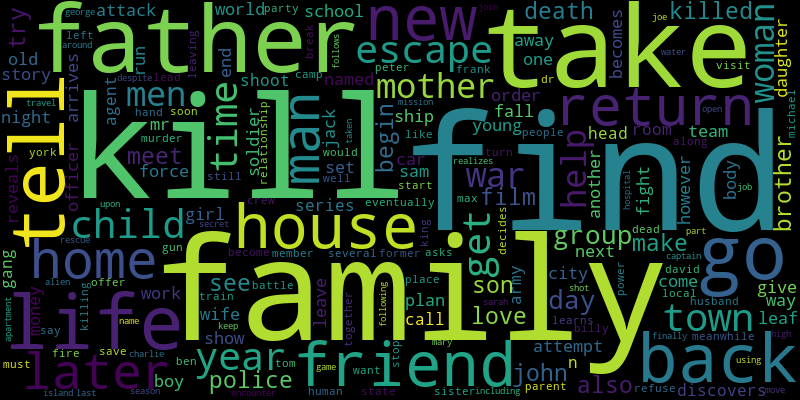 george
attack
father
new
take
world
party
school
death
killed
try
around
left
old
run
end
escape
away
woman
story
arrives
leaving
break
follows
camp
peter
frank
one
becomes
daughter
despite
lead
named
mother
dr
visit
night
agent
men
time
shoot
order
help
return
joe
water
travel
hand
soon
mr
soldier
relationship
man
jack
begin
ship
fall
head
room
team
michael
tell
kill
find
york
murder
meet
force
still
would
taken
mission
like
young
people
another
along
open
officer
reveals
upon
set
well
car
sam
turn
realizes
war
film
start
max
fight
however
body
job
brother
hospital
child
girl
secret
series
eventually
house
get
group
make
dead
part
rescue
gun
crew
become
member
several
former
asks
king
decides
next
captain
gang
home
family
go
alien
offer
see
battle
place
army
son
city
power
david
come
give
apartment
money
killing
work
train
wife
leave
together
following
plan
sarah
love
day
shot
local
husband
way
life
name
say
keep
show
mary
call
learns
billy
town
leaf
must
fire
save
charlie
year
friend
stop
attempt
finally
meanwhile
using
high
later
boy
ben
tom
game
want
police
john
n
also
back
parent
refuse
discovers
move
island
last
season
encounter
human
state
sister
including
join